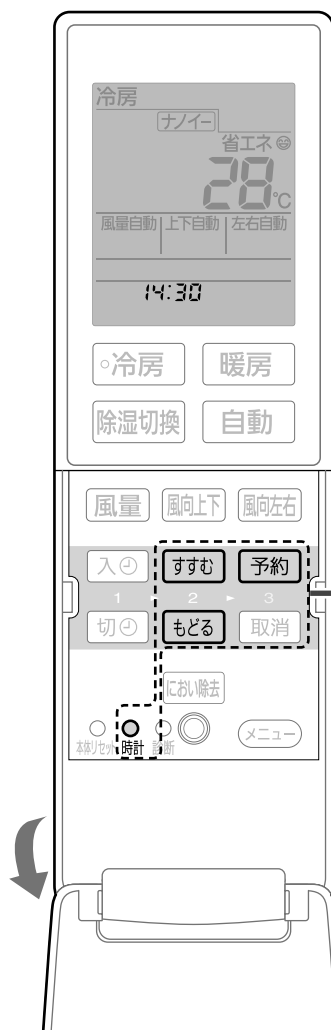 冷房
ナノイー
省エネ
28℃
風量自動 上下自動 左右自動
14:30
冷房 暖房
除湿切換 自動
風量 風向上下 風向左右
入 すすむ 予約
1 2 3
切 もどる 取消
におい除去
本体リセット 時計 診断 メニュー